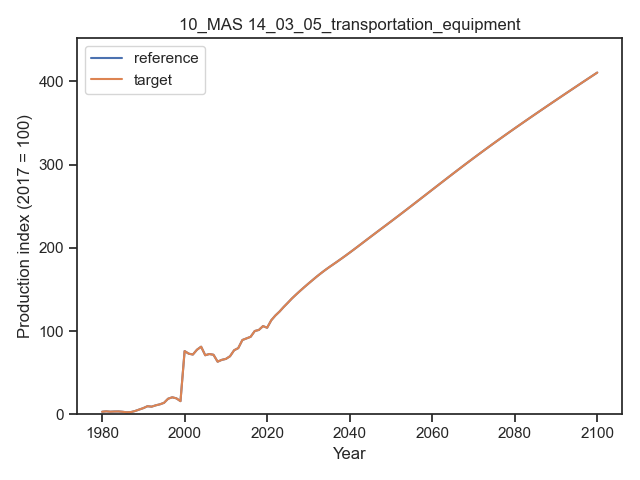 10_MAS 14_03_05_transportation_equipment
reference
target
Production index (2017 = 100)
400
300
200
100
0
1980
2000
2020
2040
2060
2080
2100
Year